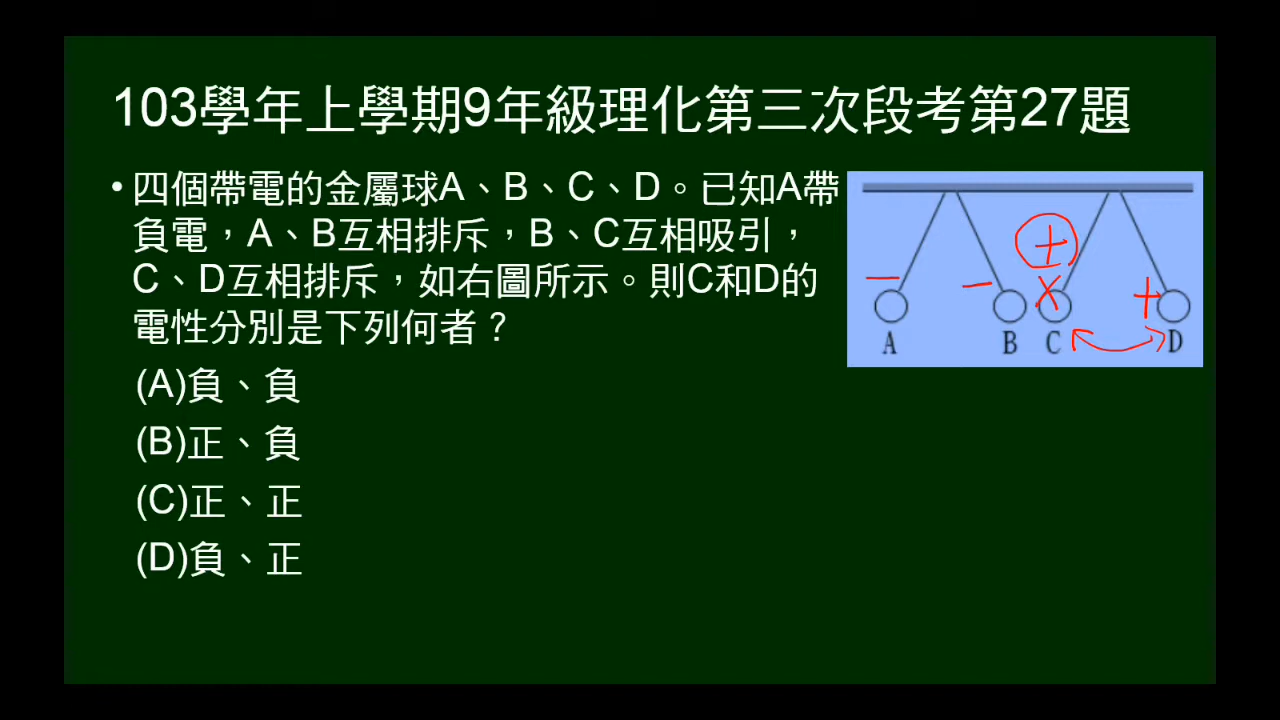 103學年上學期9年級理化第三次段考第27題
• 四個帶電的金屬球A、B、C、D。已知A帶
負電，A、B互相排斥，B、C互相吸引，
C、D互相排斥，如右圖所示。則C和D的
電性分別是下列何者？
(A)負、負
(B)正、負
(C)正、正
(D)負、正
+
− − X +
A B C D